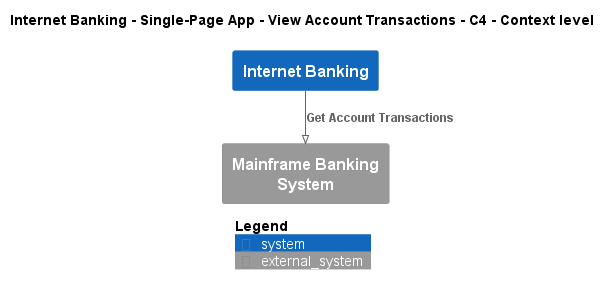 Internet Banking - Single-Page App - View Account Transactions - C4 - Context level
Internet Banking
Get Account Transactions
Mainframe Banking
System
Legend
system
external_system